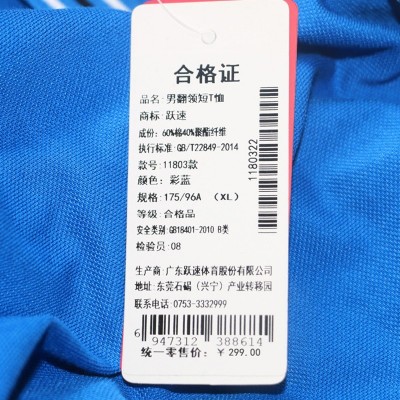 合格证
品名:男翻领短T恤
商标:跃速
成份:60%棉40%聚酯纤维
执行标准:GB/T22849-2014
款号:11803款
颜色:彩蓝
规格:175/96A (XL)
等级:合格品
安全类别:GB18401-2010 B类
检验员:08
1180322
生产商:广东跃速体育股份有限公司
地址:东莞石碣(兴宁)产业转移园
联系电话:0753-3332999
6 947312 388614
统一零售价:¥299.00